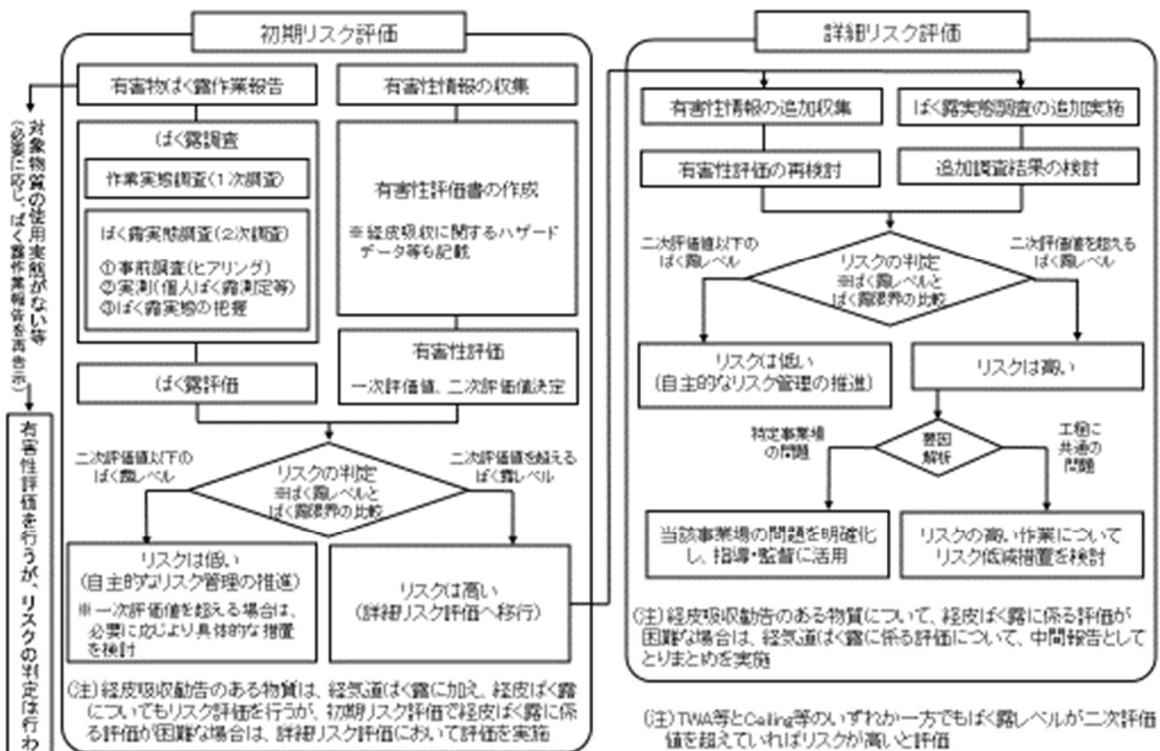 初期リスク評価
有害物ばく露作業報告
ばく露調査
作業実態調査(1次調査)
ばく露実態調査(2次調査)
①事前調査(ヒアリング)
②実測(個人ばく露測定等)
③ばく露実態の把握
ばく露評価
有害性情報の収集
有害性評価書の作成
※経皮吸収に関するハザード
データ等も記載
有害性評価
一次評価値、二次評価値決定
対象物質の使用実態がない等
(必要に応じ、ばく露作業報告を再告示)
有害性評価を行うが、リスクの判定は行わ
二次評価値以下の
ばく露レベル
リスクの判定
※ばく露レベルと
ばく露限界の比較
二次評価値を超える
ばく露レベル
リスクは低い
(自主的なリスク管理の推進)
※一次評価値を超える場合は、
必要に応じより具体的な措置
を検討
リスクは高い
(詳細リスク評価へ移行)
(注)経皮吸収勧告のある物質は、経気道ばく露に加え、経皮ばく露
についてもリスク評価を行うが、初期リスク評価で経皮ばく露に係
る評価が困難な場合は、詳細リスク評価において評価を実施
詳細リスク評価
有害性情報の追加収集
ばく露実態調査の追加実施
有害性評価の再検討
追加調査結果の検討
二次評価値以下の
ばく露レベル
リスクの判定
※ばく露レベルと
ばく露限界の比較
二次評価値を超える
ばく露レベル
リスクは低い
(自主的なリスク管理の推進)
リスクは高い
特定事業場
の問題
要因
解析
工程に
共通の
問題
当該事業場の問題を明確化
し、指導・監督に活用
リスクの高い作業について
リスク低減措置を検討
(注)経皮吸収勧告のある物質について、経皮ばく露に係る評価が
困難な場合は、経気道ばく露に係る評価について、中間報告として
とりまとめを実施
(注)TWA等とCeiling等のいずれか一方でもばく露レベルが二次評価
値を超えていればリスクが高いと評価